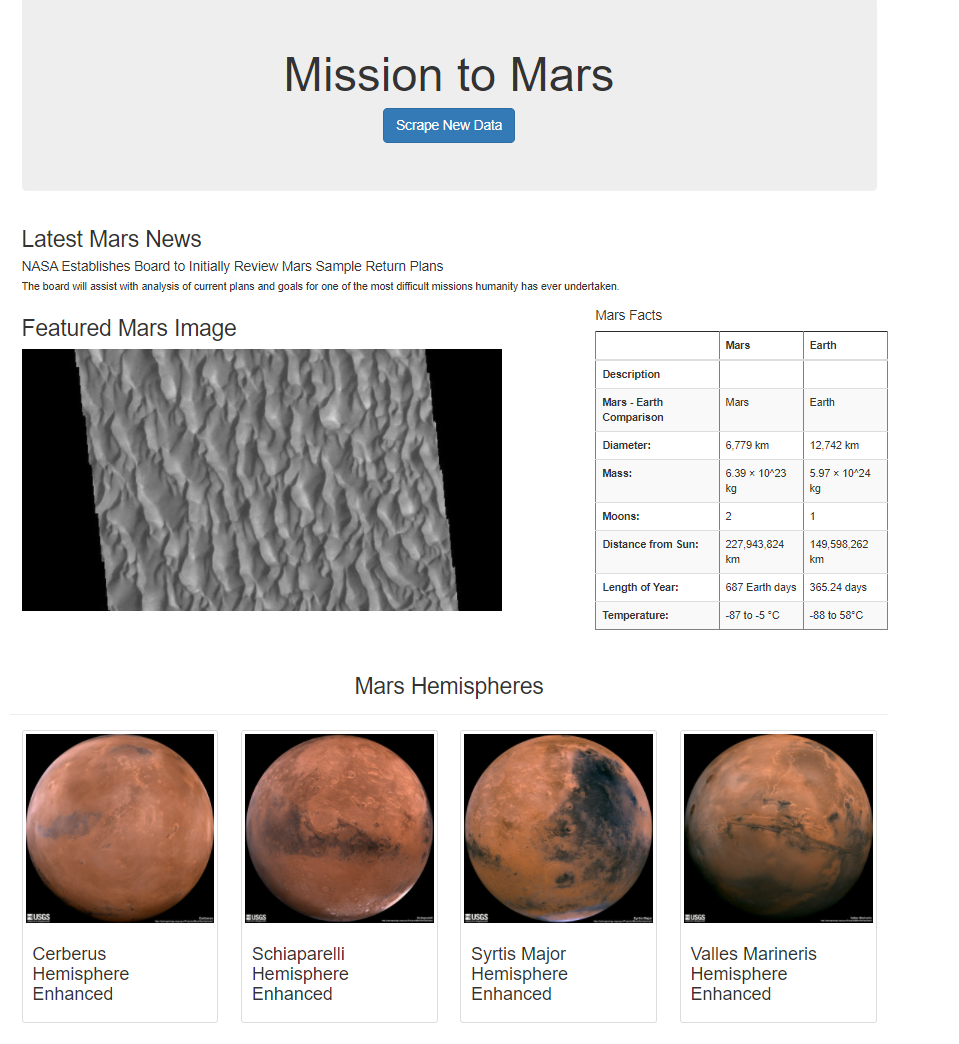 Mission to Mars
Scrape New Data
Latest Mars News
NASA Establishes Board to Initially Review Mars Sample Return Plans
The board will assist with analysis of current plans and goals for one of the most difficult missions humanity has ever undertaken.
Featured Mars Image
Mars Facts
Mars Earth
Description
Mars - Earth Comparison Mars Earth
Diameter: 6,779 km 12,742 km
Mass: 6.39 × 10^23 kg 5.97 × 10^24 kg
Moons: 2 1
Distance from Sun: 227,943,824 km 149,598,262 km
Length of Year: 687 Earth days 365.24 days
Temperature: -87 to -5 °C -88 to 58°C
Mars Hemispheres
USGS
USGS
USGS
USGS
Cerberus
Hemisphere
Enhanced
Schiaparelli
Hemisphere
Enhanced
Syrtis Major
Hemisphere
Enhanced
Valles Marineris
Hemisphere
Enhanced